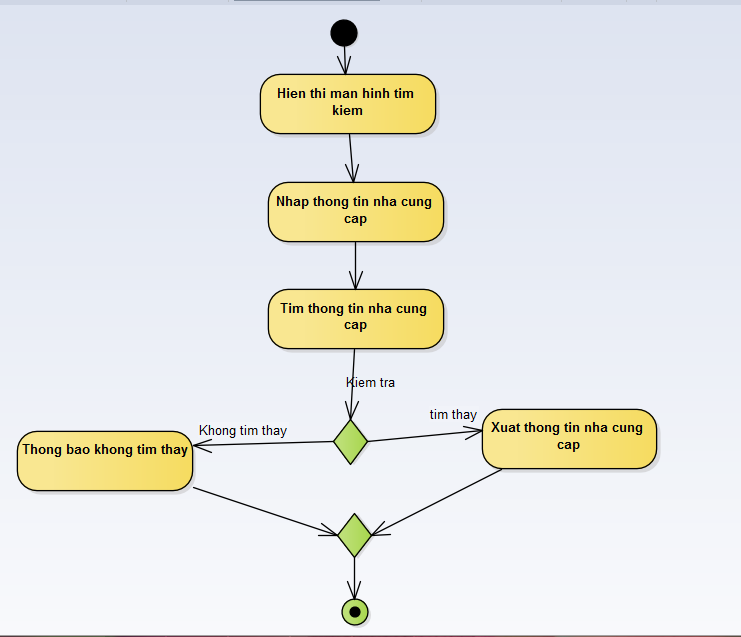 Hien thi man hinh tim
kiem
Nhap thong tin nha cung
cap
Tim thong tin nha cung
cap
Kiem tra
Khong tim thay
tim thay
Thong bao khong tim thay
Xuat thong tin nha cung
cap